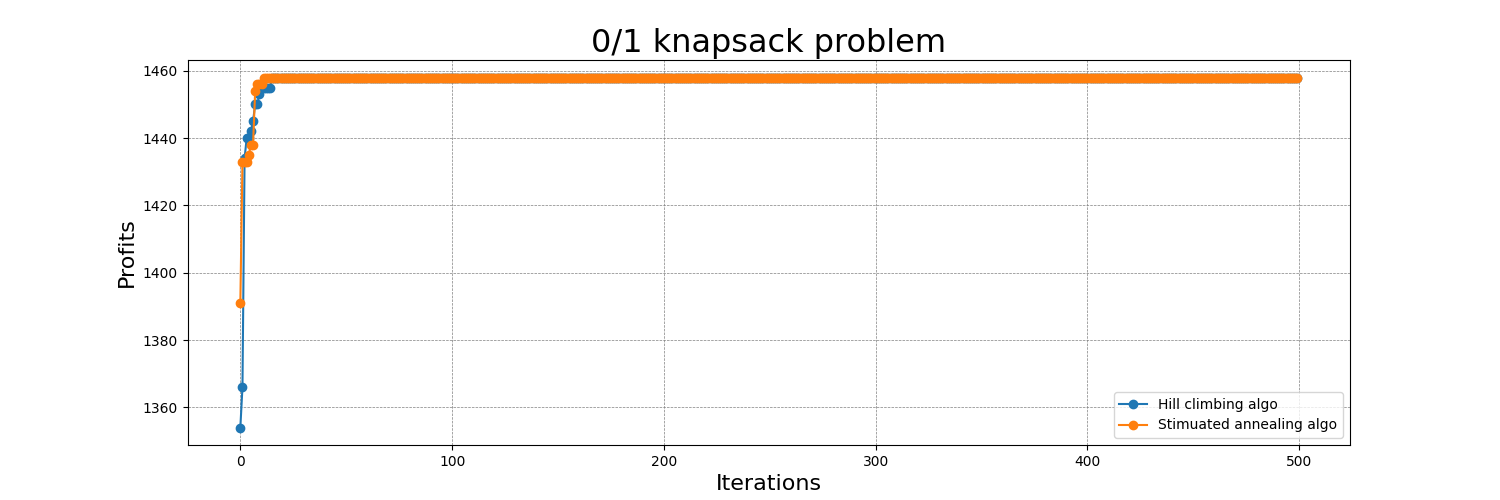 0/1 knapsack problem
Profits
1460
1440
1420
1400
1380
1360
0 100 200 300 400 500
Iterations
Hill climbing algo
Stimuated annealing algo